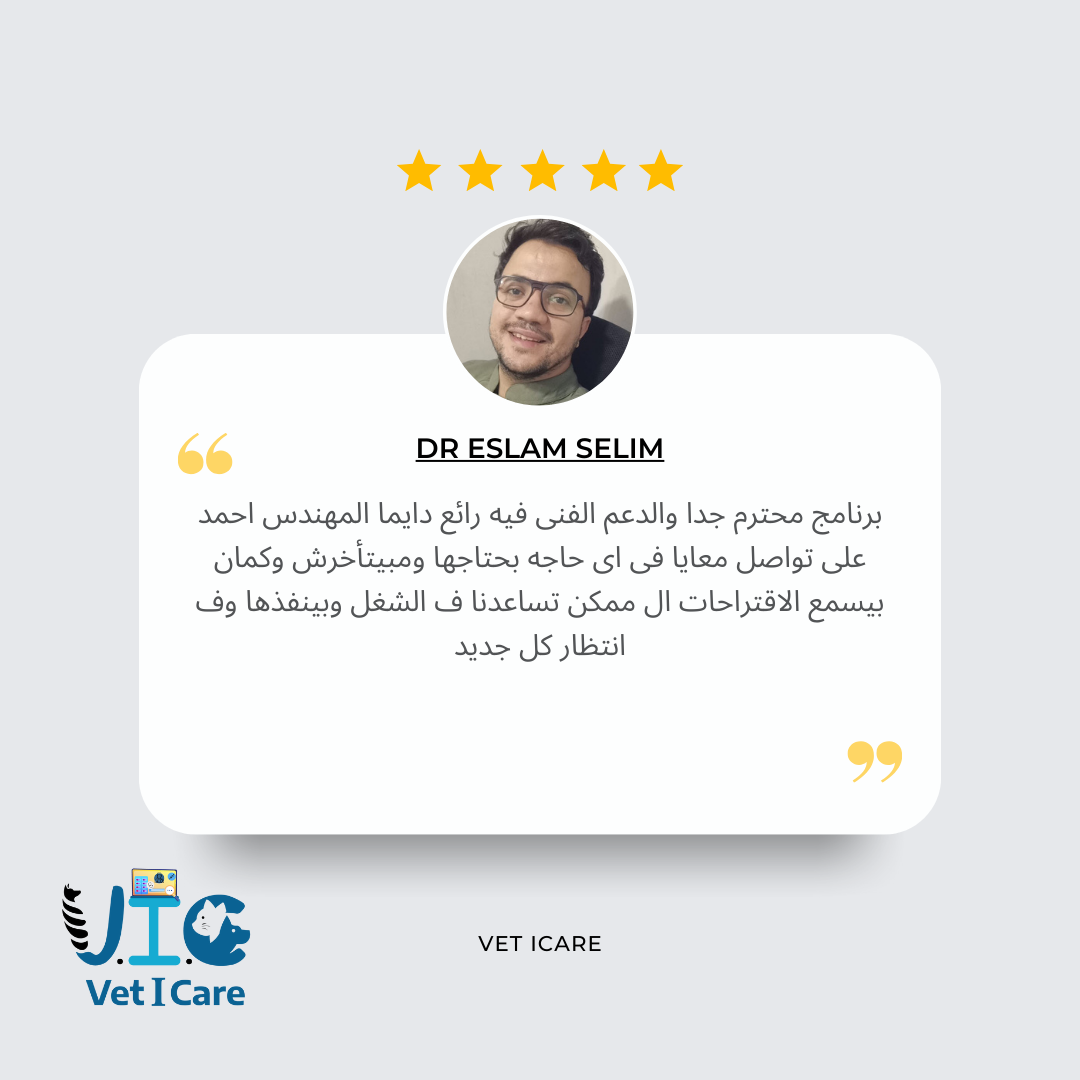 DR ESLAM SELIM
برنامج محترم جدا والدعم الفنى فيه رائع دايما المهندس احمد
على تواصل معايا فى اى حاجه بحتاجها ومبيتأخرش وكمان
بيسمع الاقتراحات ال ممكن تساعدنا ف الشغل وبينفذها وف
انتظار كل جديد
V.I.C
Vet I Care
VET ICARE